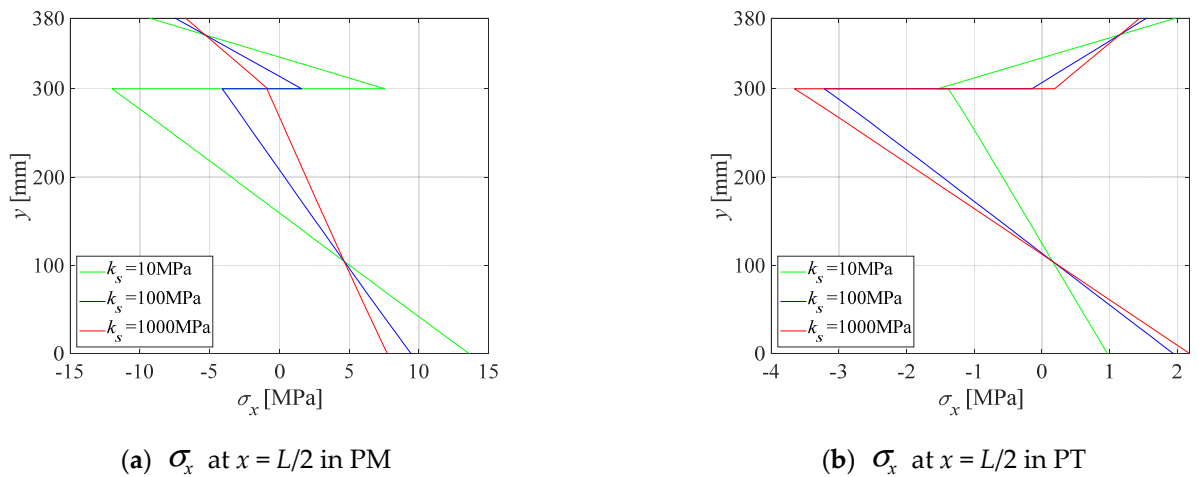 380
300
200
100
0
y [mm]
k_s=10MPa
k_s=100MPa
k_s=1000MPa
-15 -10 -5 0 5 10 15
σ_x [MPa]
(a) σ_x at x = L/2 in PM
380
300
200
100
0
y [mm]
k_s=10MPa
k_s=100MPa
k_s=1000MPa
-4 -3 -2 -1 0 1 2
σ_x [MPa]
(b) σ_x at x = L/2 in PT